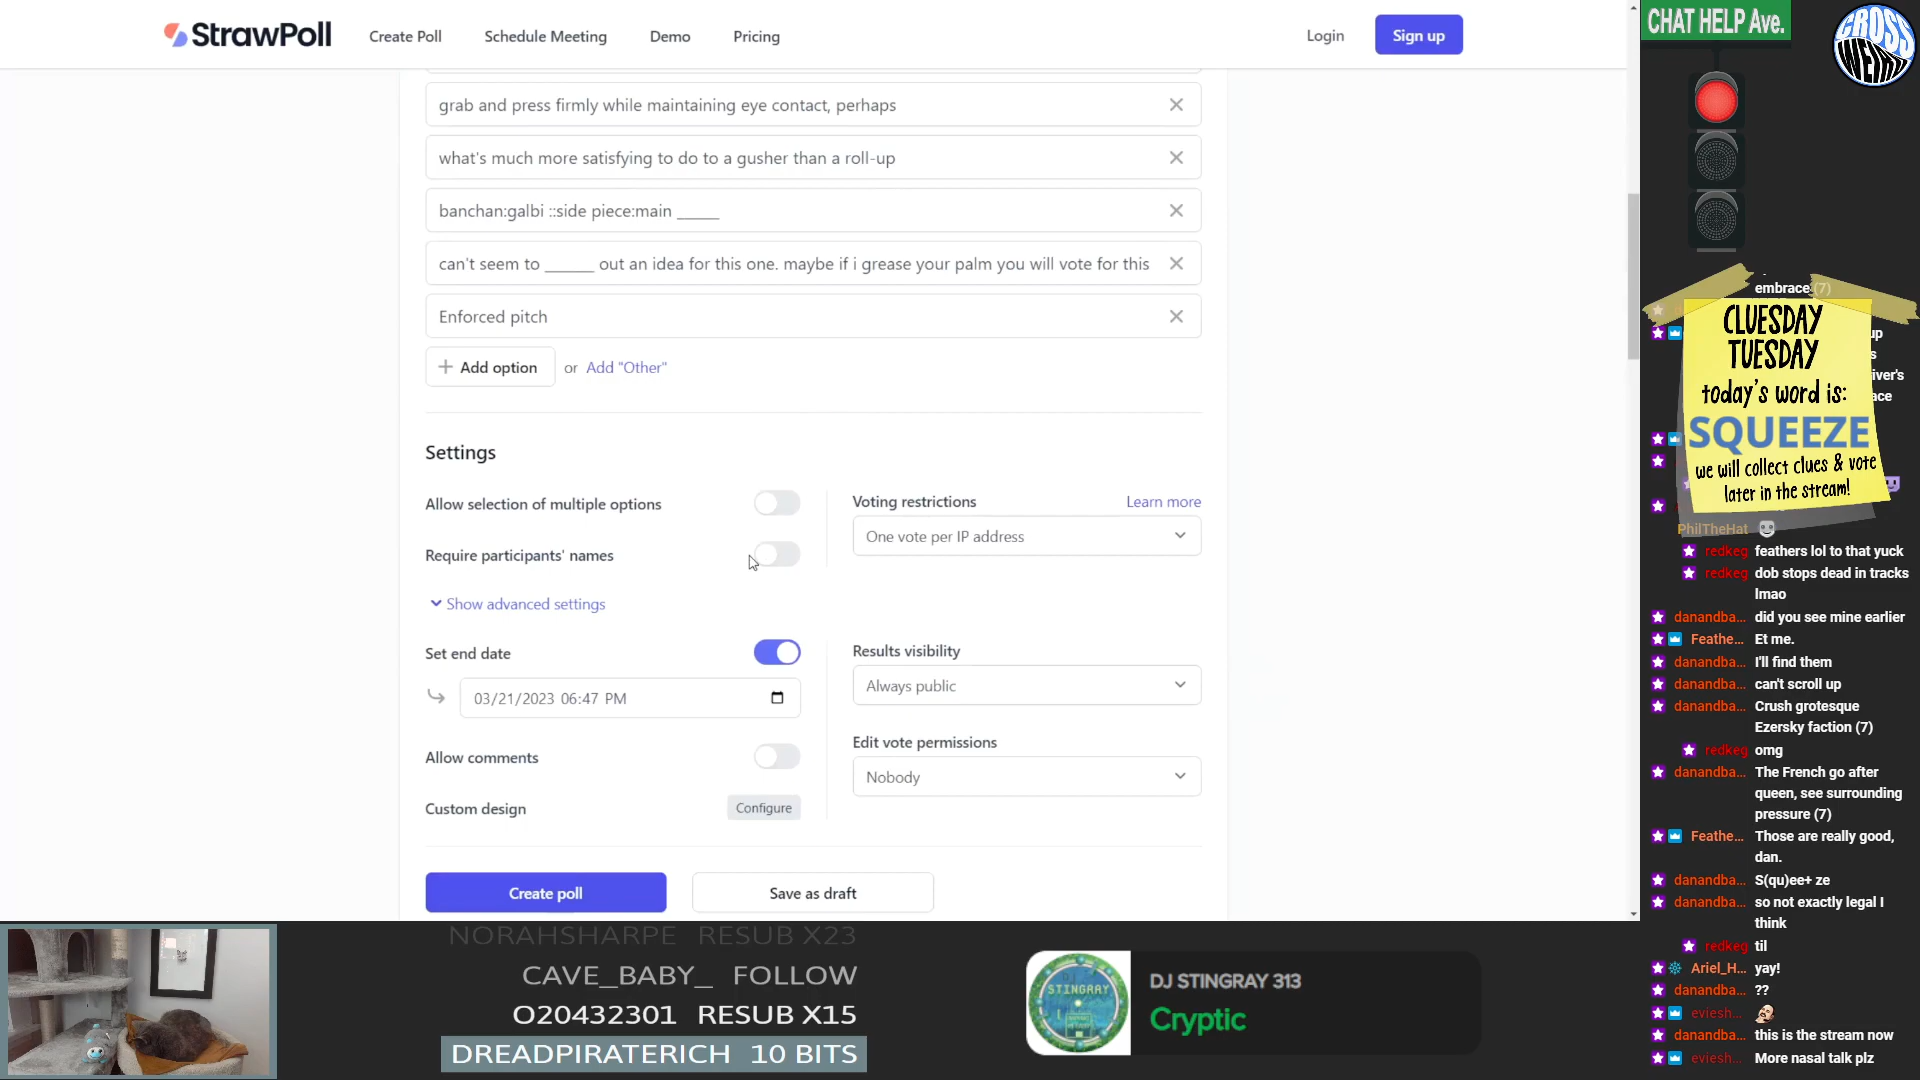 StrawPoll
Create Poll
Schedule Meeting
Demo
Pricing
Login
Sign up
grab and press firmly while maintaining eye contact, perhaps
what's much more satisfying to do to a gusher than a roll-up
banchan:galbi ::side piece:main ______
can't seem to _______ out an idea for this one. maybe if i grease your palm you will vote for this
Enforced pitch
Add option
or
Add "Other"
Settings
Allow selection of multiple options
Require participants' names
Show advanced settings
Voting restrictions
Learn more
One vote per IP address
Set end date
03/21/2023 06:47 PM
Allow comments
Custom design
Configure
Results visibility
Always public
Edit vote permissions
Nobody
Create poll
Save as draft
CHAT HELP Ave.
CROSS
WEIRD
embrace (7)
up
s
iver's
ace
CLUESDAY
TUESDAY
today's word is:
SQUEEZE
we will collect clues & vote
later in the stream!
PhilTheHat
redkeg feathers lol to that yuck
redkeg dob stops dead in tracks
lmao
danandba... did you see mine earlier
Feathe... Et me.
danandba... I'll find them
danandba... can't scroll up
danandba... Crush grotesque
Ezersky faction (7)
redkeg omg
danandba... The French go after
queen, see surrounding
pressure (7)
Feathe... Those are really good,
dan.
danandba... S(qu)ee+ ze
danandba... so not exactly legal I
think
redkeg til
Ariel_H... yay!
danandba... ??
eviesh...
danandba... this is the stream now
eviesh... More nasal talk plz
NORAHSHARPE RESUB X23
CAVE_BABY_ FOLLOW
O20432301 RESUB X15
DREADPIRATERICH 10 BITS
STINGRAY
DJ STINGRAY 313
Cryptic